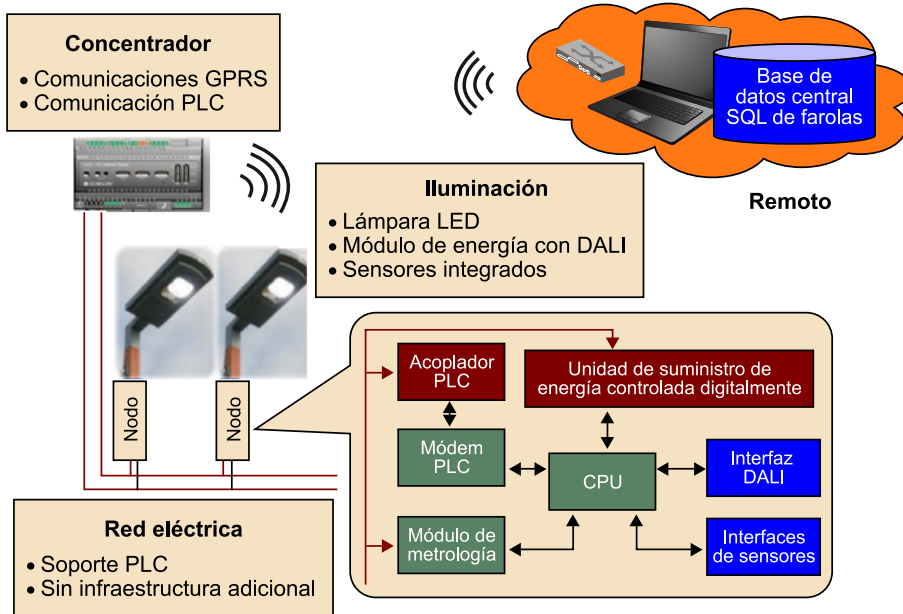 Concentrador
• Comunicaciones GPRS
• Comunicación PLC
Base de
datos central
SQL de farolas
Remoto
Iluminación
• Lámpara LED
• Módulo de energía con DALI
• Sensores integrados
Nodo
Nodo
Acoplador
PLC
Unidad de suministro de
energía controlada digitalmente
Módem
PLC
CPU
Interfaz
DALI
Módulo de
metrología
Interfaces
de sensores
Red eléctrica
• Soporte PLC
• Sin infraestructura adicional